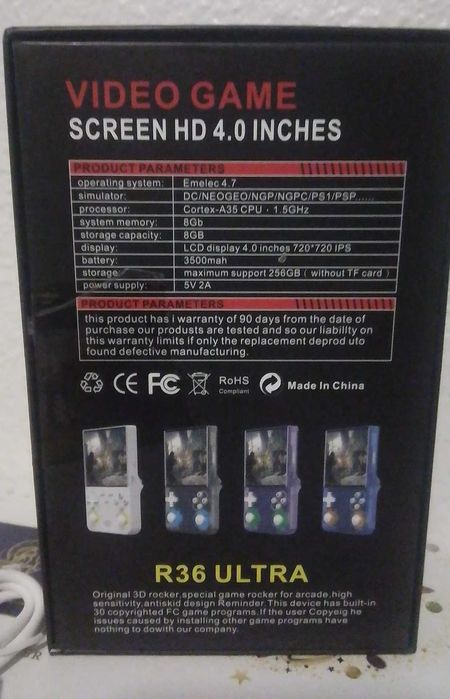 VIDEO GAME
SCREEN HD 4.0 INCHES
PRODUCT PARAMETERS
operating system: Emelec 4.7
simulator: DC/NEOGEO/NGP/NGPC/PS1/PSP......
processor: Cortex-A35 CPU · 1.5GHz
system memory: 8Gb
storage capacity: 8GB
display: LCD display 4.0 inches 720*720 IPS
battery: 3500mah
storage: maximum support 256GB ( without TF card )
power supply: 5V 2A
PRODUCT PARAMETERS
this product has i warranty of 90 days from the date of
purchase our produsts are tested and so our liability on
this warranty limits if only the replacement deprod uto
found defective manufacturing.
CE FC RoHS
Compliant
Made In China
R36 ULTRA
Original 3D rocker,special game rocker for arcade,high
sensitivity,antiskid design Reminder This device has built-in
30 copyrighted FC game programs.If the user Copyaig he
issues caused by installing other game programs have
nothing to dowith our company.